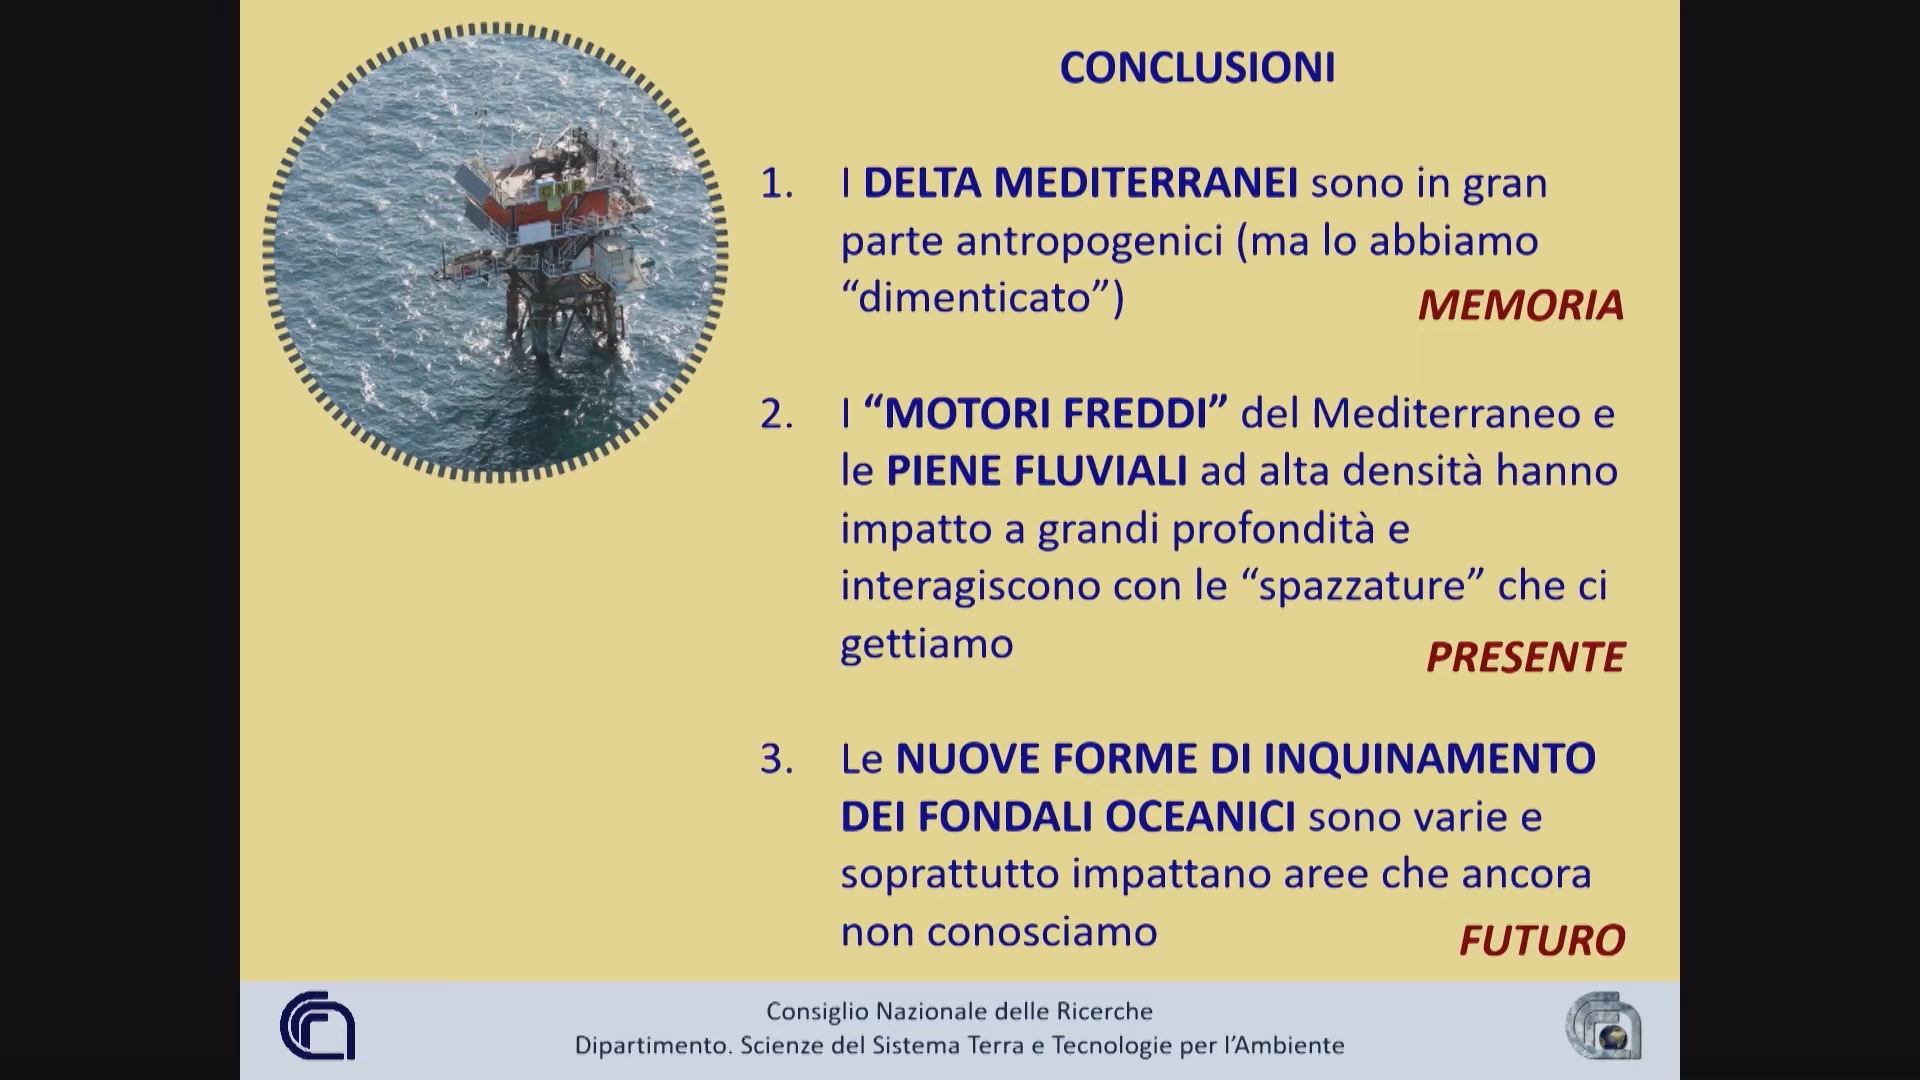 CONCLUSIONI
1. I DELTA MEDITERRANEI sono in gran
parte antropogenici (ma lo abbiamo
“dimenticato”)
MEMORIA
2. I “MOTORI FREDDI” del Mediterraneo e
le PIENE FLUVIALI ad alta densità hanno
impatto a grandi profondità e
interagiscono con le “spazzature” che ci
gettiamo
PRESENTE
3. Le NUOVE FORME DI INQUINAMENTO
DEI FONDALI OCEANICI sono varie e
soprattutto impattano aree che ancora
non conosciamo
FUTURO
CNR
Consiglio Nazionale delle Ricerche
Dipartimento. Scienze del Sistema Terra e Tecnologie per l’Ambiente